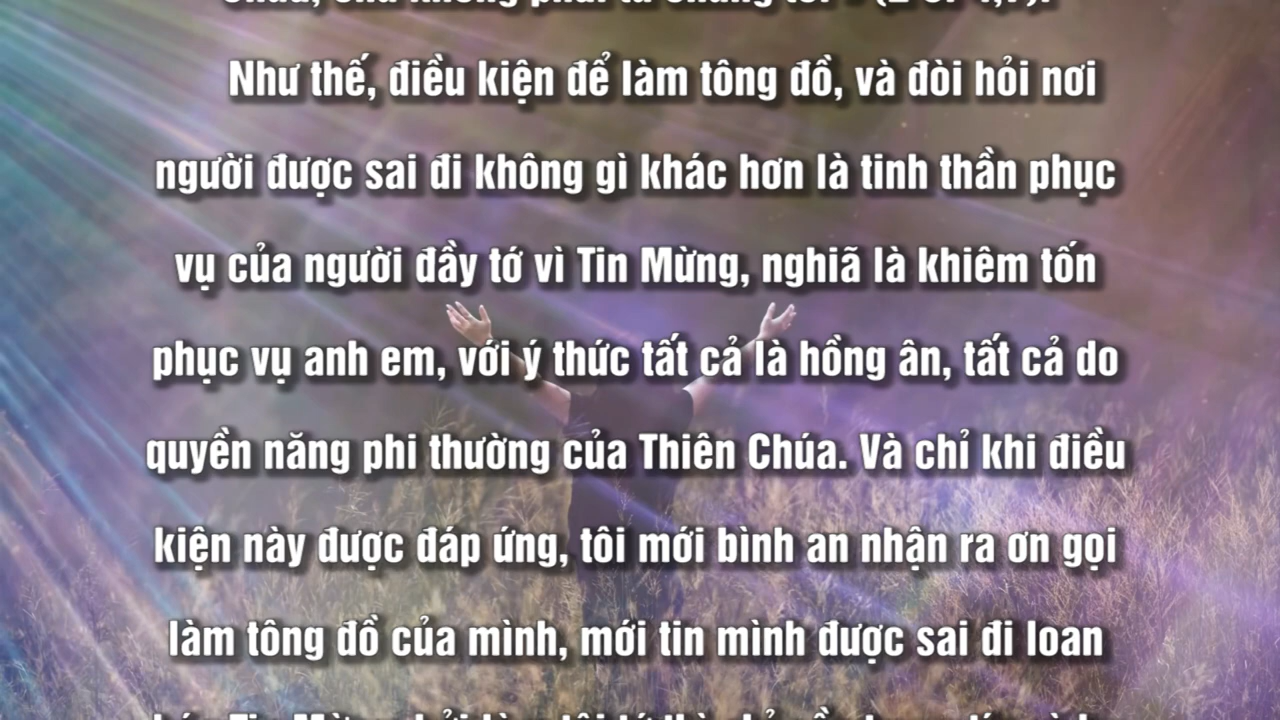 Như thế, điều kiện để làm tông đồ, và đòi hỏi nơi
người được sai đi không gì khác hơn là tinh thần phục
vụ của người đầy tớ vì Tin Mừng, nghiã là khiêm tốn
phục vụ anh em, với ý thức tất cả là hồng ân, tất cả do
quyền năng phi thường của Thiên Chúa. Và chỉ khi điều
kiện này được đáp ứng, tôi mới bình an nhận ra ơn gọi
làm tông đồ của mình, mới tin mình được sai đi loan